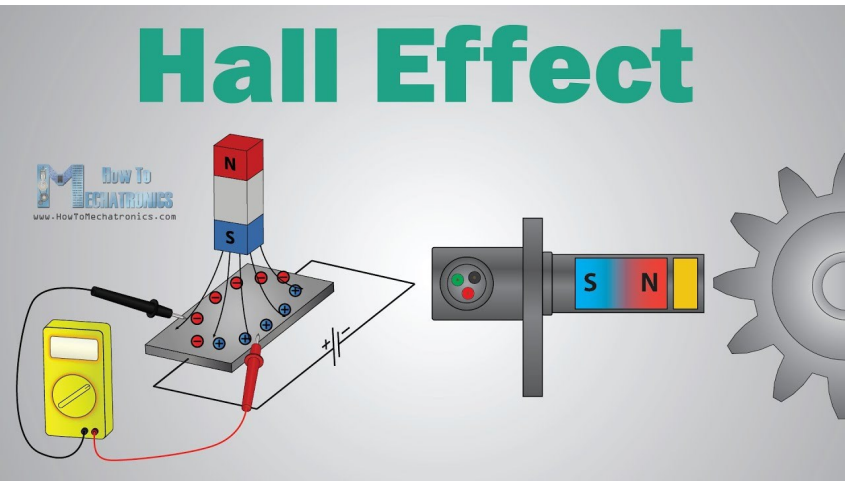 Hall Effect
How To
MECHATRONICS
www.HowToMechatronics.com
N
S
S N
+ -